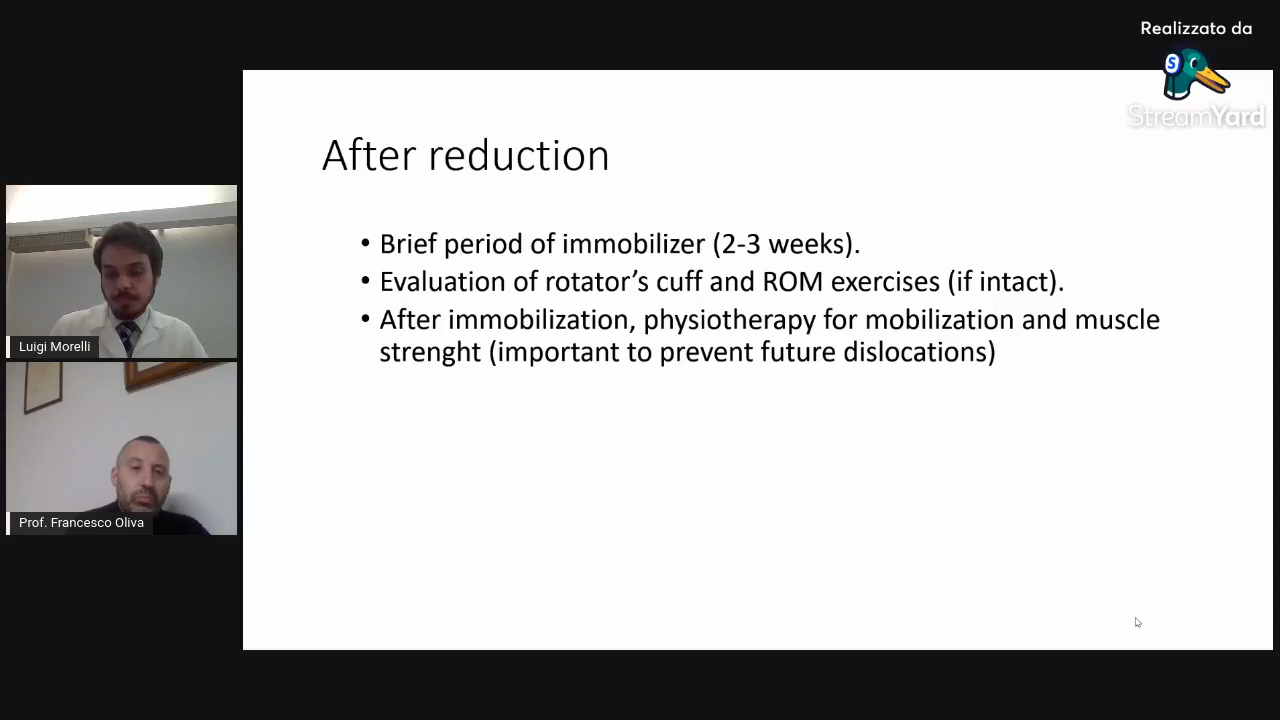 Realizzato da
StreamYard
After reduction
• Brief period of immobilizer (2-3 weeks).
• Evaluation of rotator’s cuff and ROM exercises (if intact).
• After immobilization, physiotherapy for mobilization and muscle
strenght (important to prevent future dislocations)
Luigi Morelli
Prof. Francesco Oliva